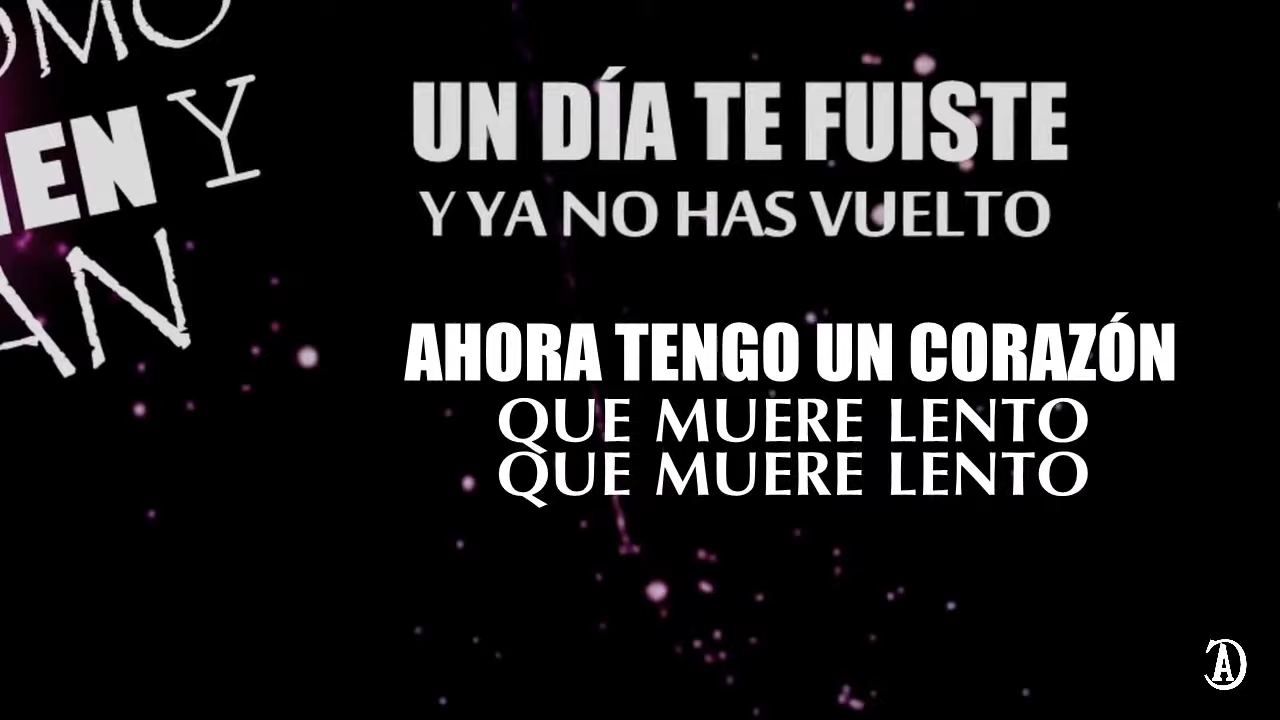 UN DÍA TE FUISTE
Y YA NO HAS VUELTO
AHORA TENGO UN CORAZÓN
QUE MUERE LENTO
QUE MUERE LENTO